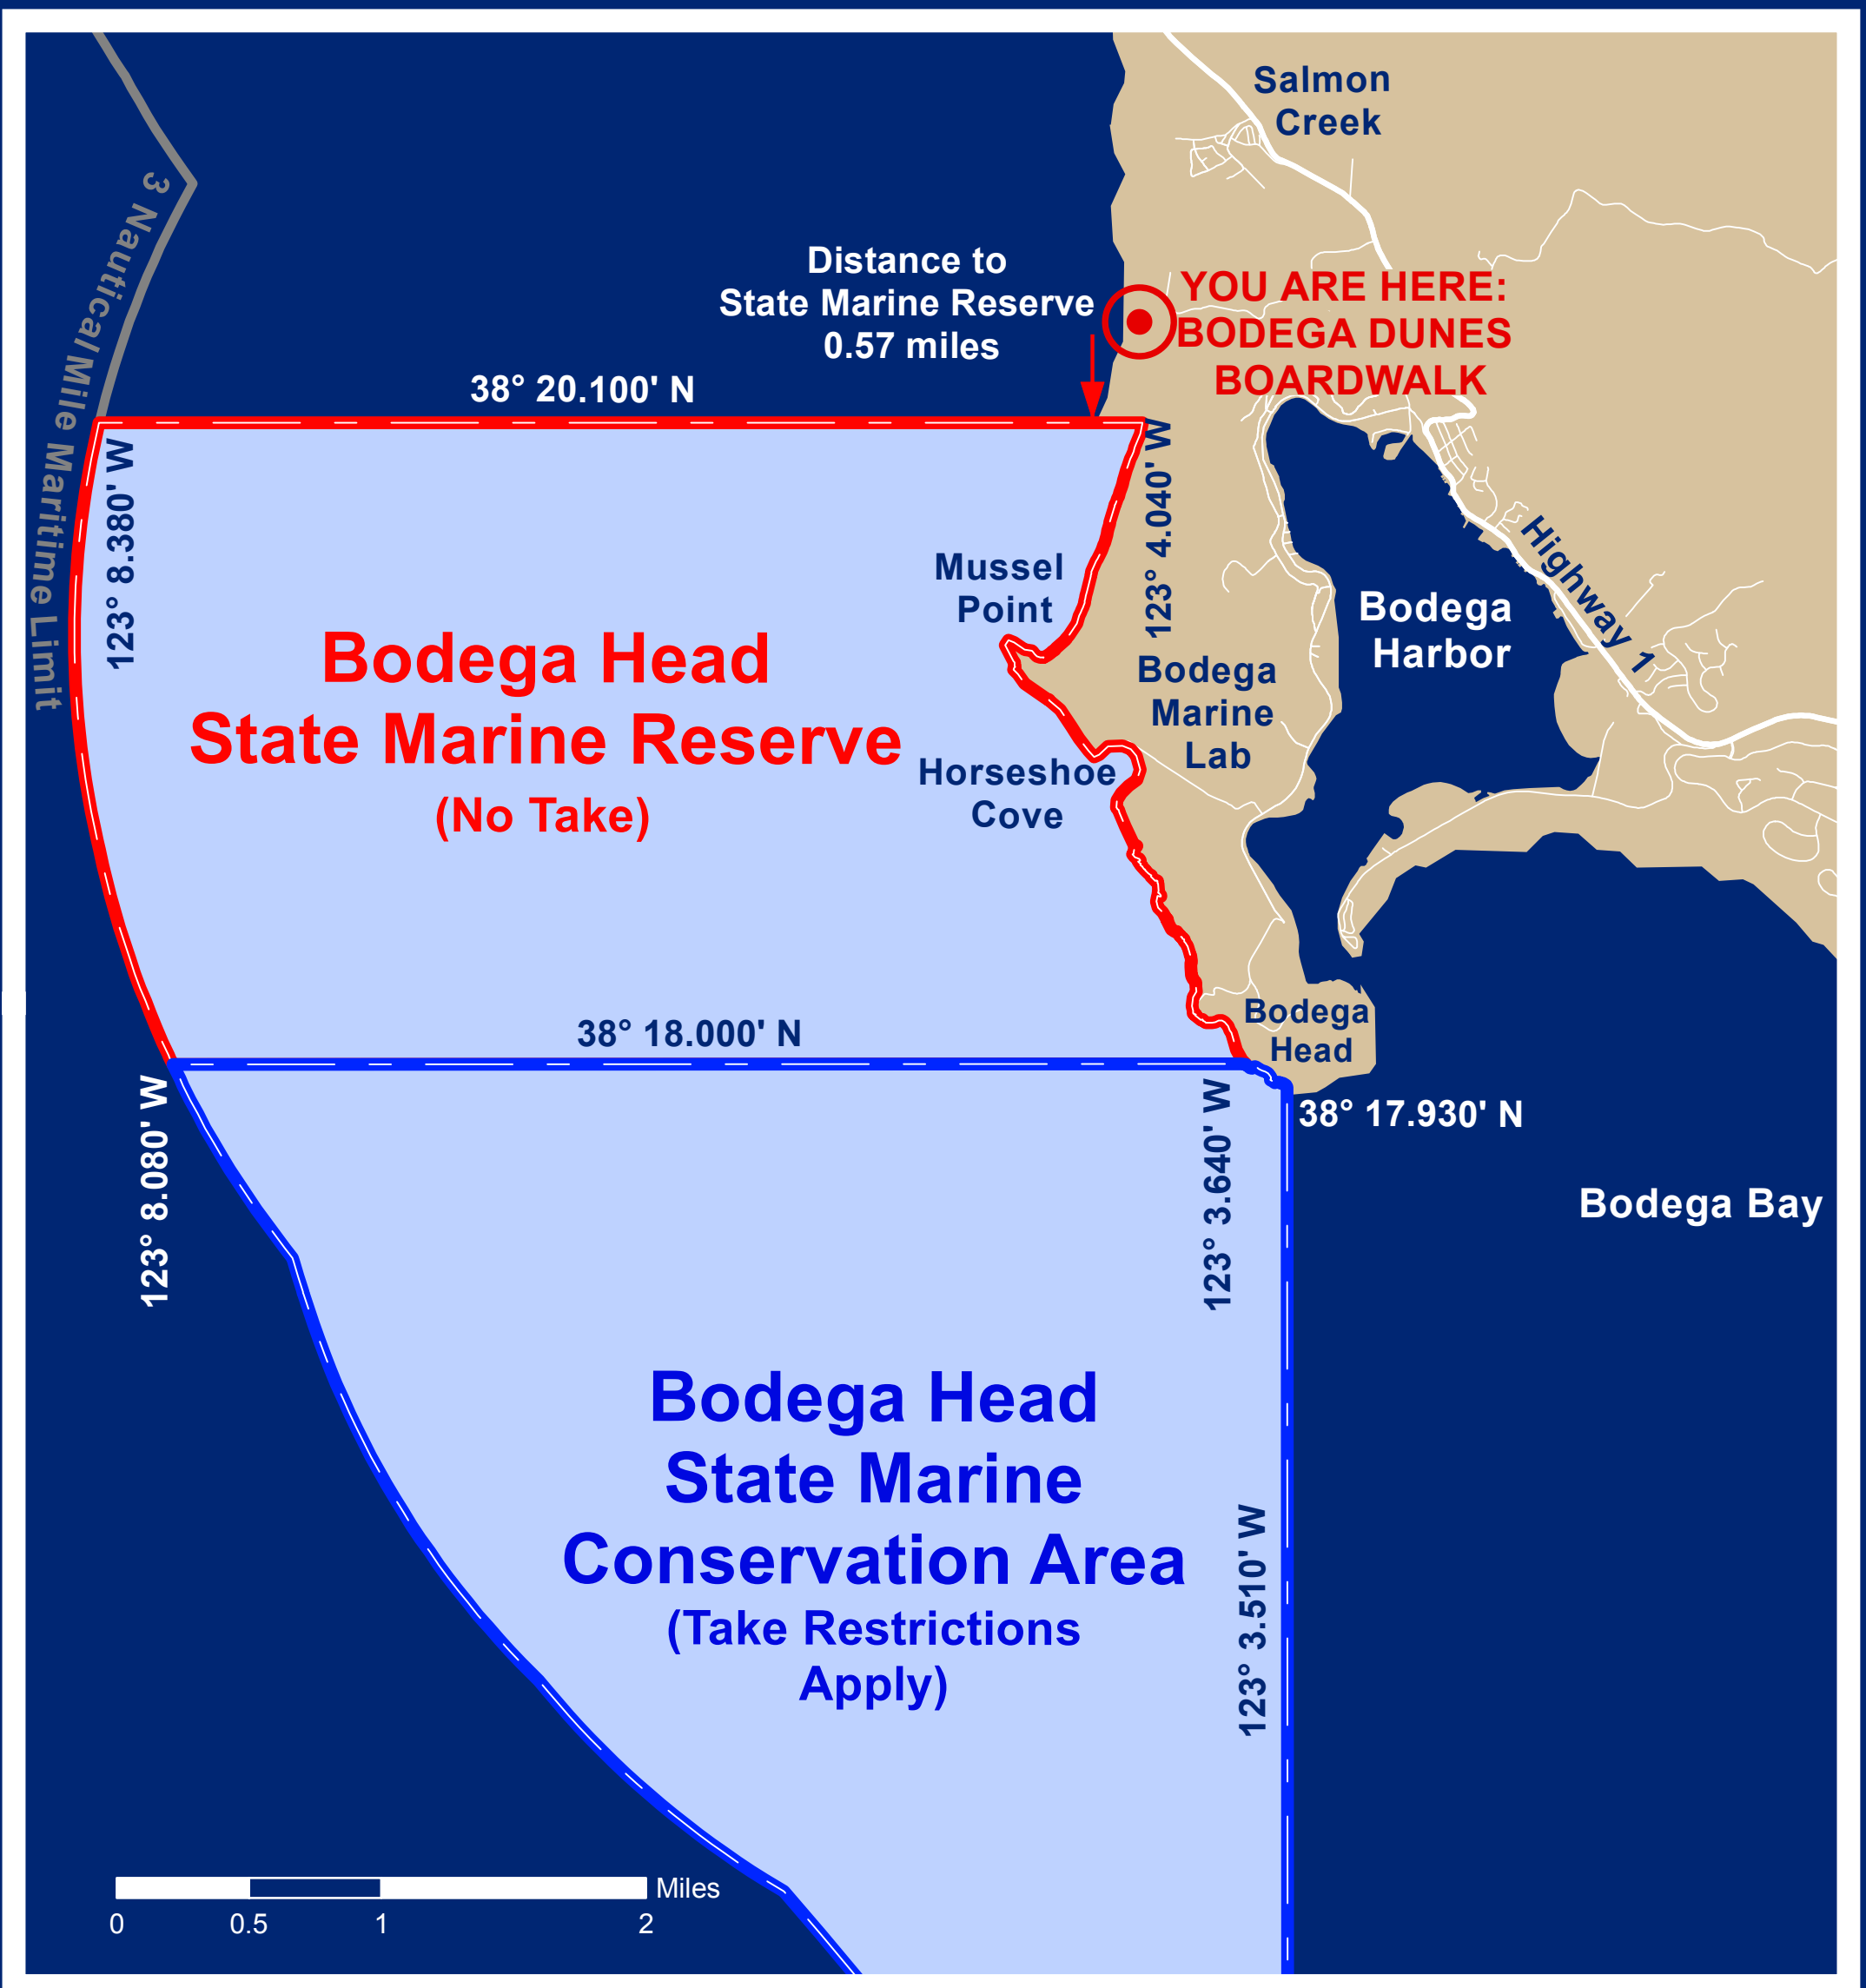 Salmon
Creek
3 Nautical Mile Maritime Limit
Distance to
State Marine Reserve
0.57 miles
YOU ARE HERE:
BODEGA DUNES
BOARDWALK
38° 20.100' N
123° 8.380' W
123° 4.040' W
Mussel
Point
Highway 1
Bodega
Harbor
Bodega Head
State Marine Reserve
(No Take)
Bodega
Marine
Lab
Horseshoe
Cove
Bodega
Head
38° 18.000' N
123° 8.080' W
123° 3.640' W
38° 17.930' N
Bodega Bay
Bodega Head
State Marine
Conservation Area
(Take Restrictions
Apply)
123° 3.510' W
Miles
0 0.5 1 2